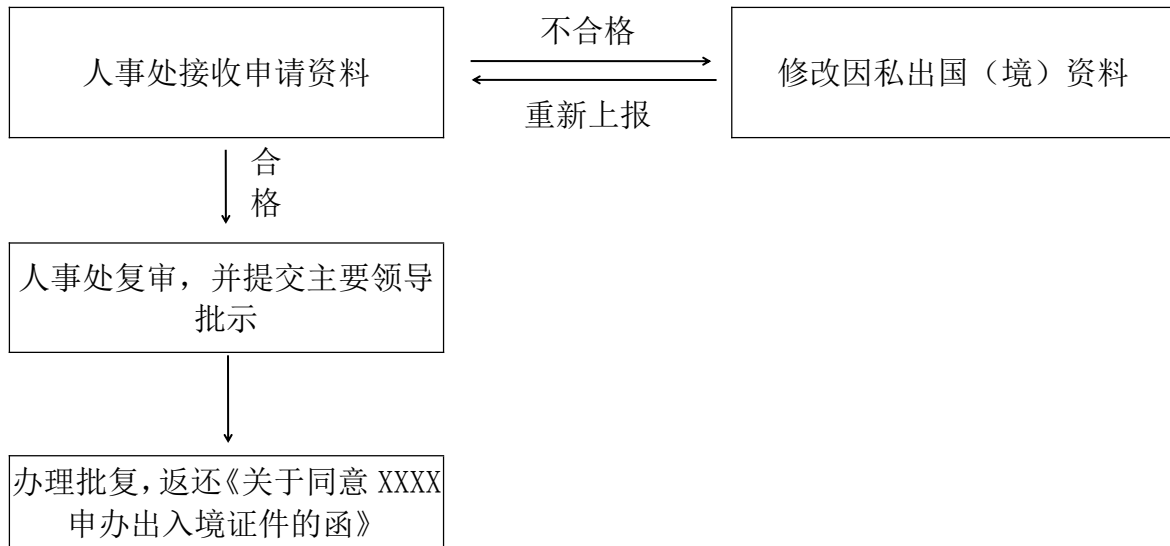 人事处接收申请资料
不合格
重新上报
修改因私出国（境）资料
合
格
人事处复审，并提交主要领导
批示
办理批复，返还《关于同意 XXXX
申办出入境证件的函》